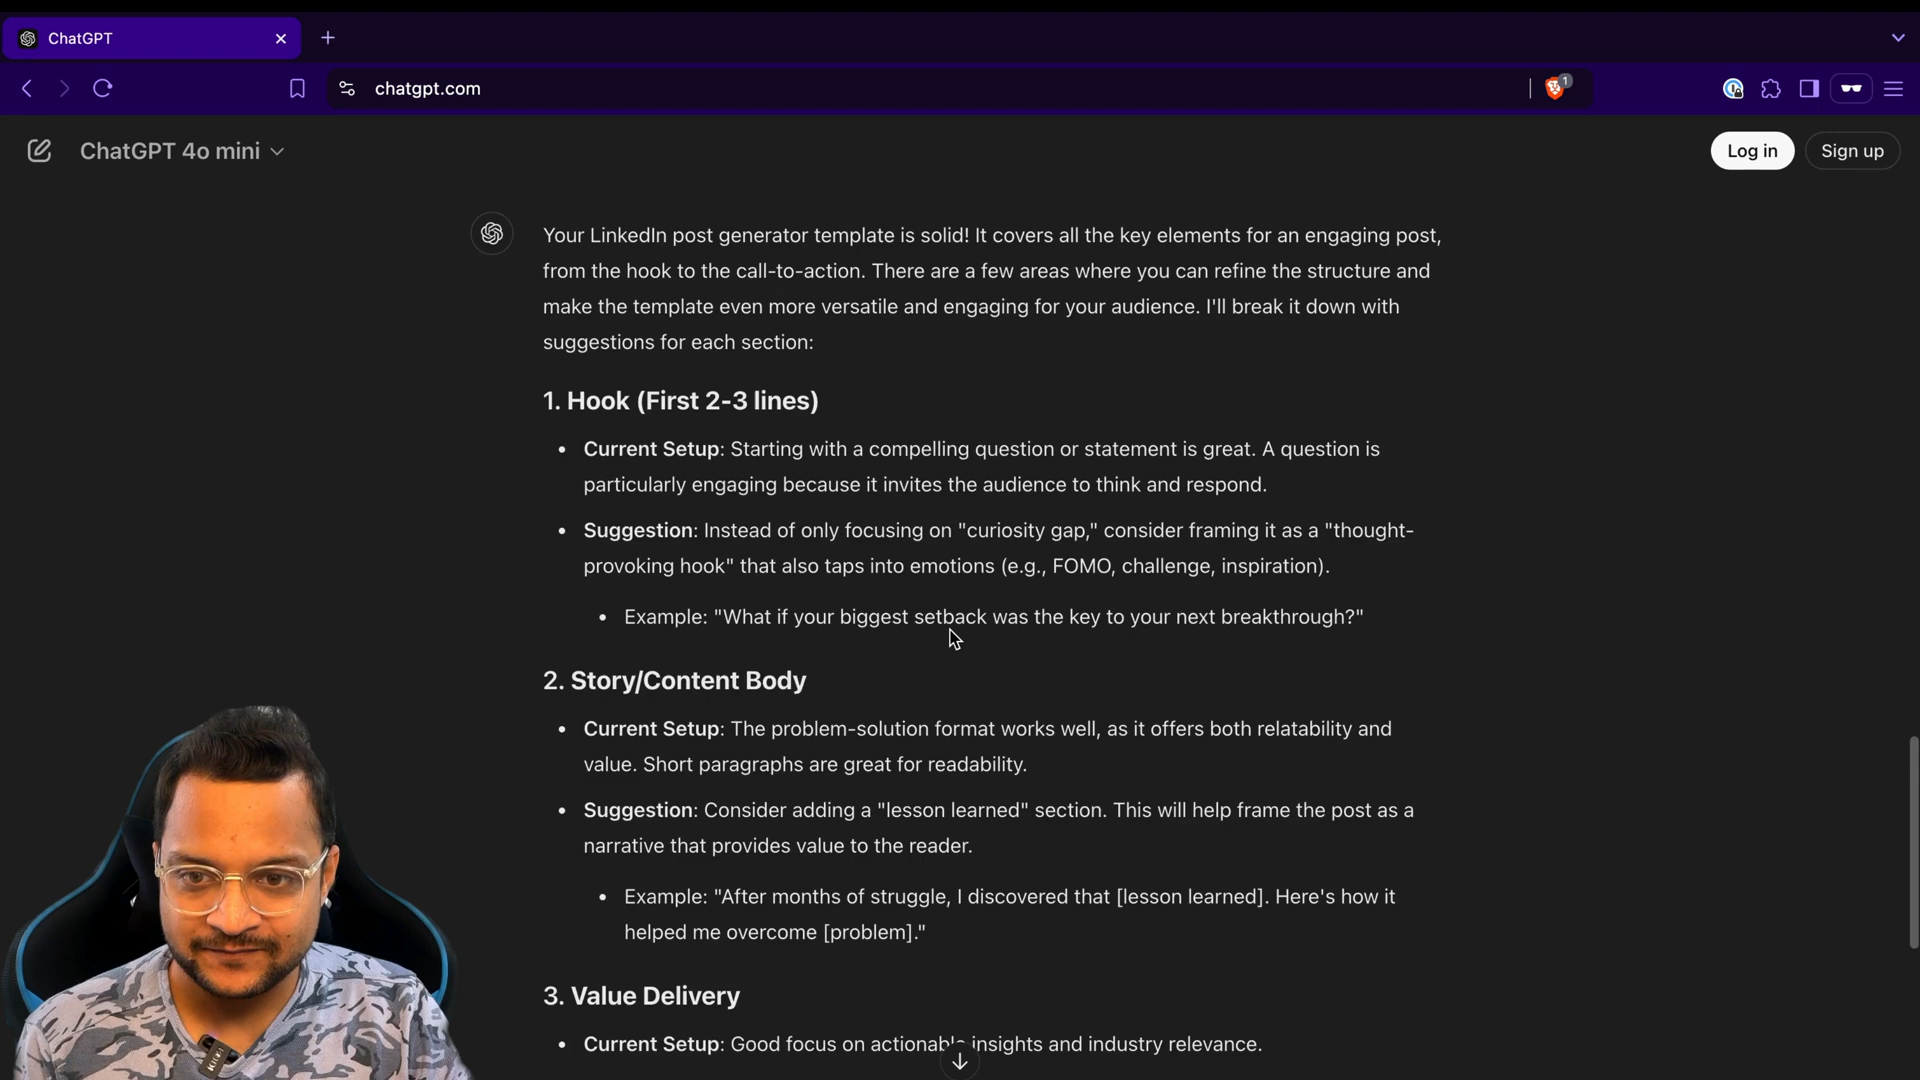 ChatGPT
chatgpt.com
1
ChatGPT 4o mini
Log in
Sign up
Your LinkedIn post generator template is solid! It covers all the key elements for an engaging post,
from the hook to the call-to-action. There are a few areas where you can refine the structure and
make the template even more versatile and engaging for your audience. I'll break it down with
suggestions for each section:
1. Hook (First 2-3 lines)
• Current Setup: Starting with a compelling question or statement is great. A question is
particularly engaging because it invites the audience to think and respond.
• Suggestion: Instead of only focusing on "curiosity gap," consider framing it as a "thought-
provoking hook" that also taps into emotions (e.g., FOMO, challenge, inspiration).
• Example: "What if your biggest setback was the key to your next breakthrough?"
2. Story/Content Body
• Current Setup: The problem-solution format works well, as it offers both relatability and
value. Short paragraphs are great for readability.
• Suggestion: Consider adding a "lesson learned" section. This will help frame the post as a
narrative that provides value to the reader.
• Example: "After months of struggle, I discovered that [lesson learned]. Here's how it
helped me overcome [problem]."
3. Value Delivery
• Current Setup: Good focus on actionable insights and industry relevance.